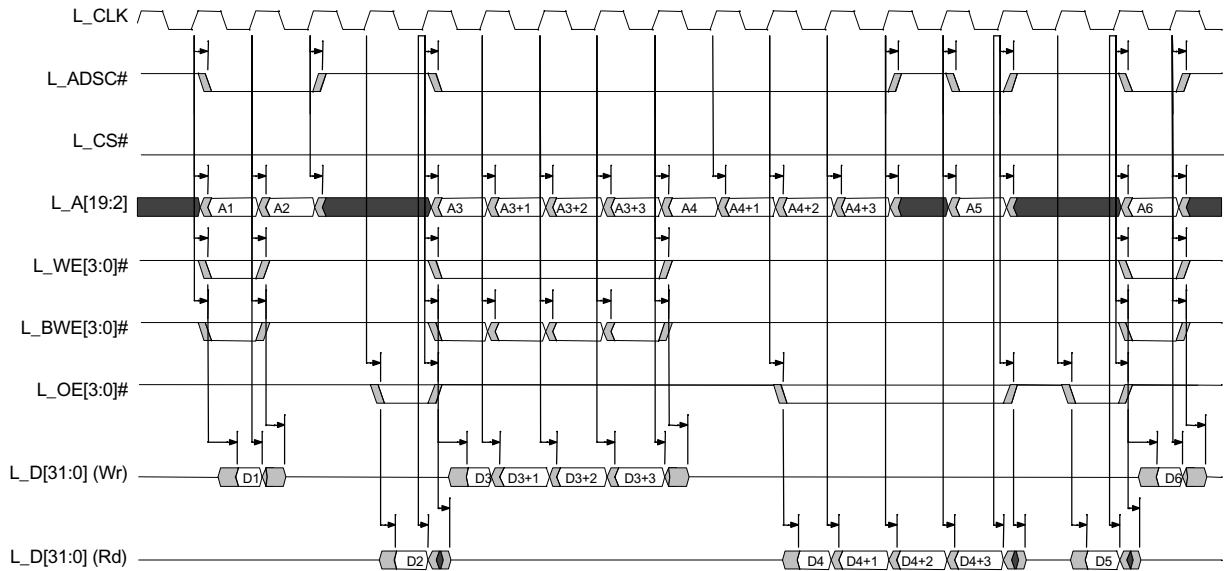 L_CLK
L_ADSC#
L_CS#
L_A[19:2] A1 A2 A3 A3+1 A3+2 A3+3 A4 A4+1 A4+2 A4+3 A5 A6
L_WE[3:0]#
L_BWE[3:0]#
L_OE[3:0]#
L_D[31:0] (Wr) D1 D3 D3+1 D3+2 D3+3 D6
L_D[31:0] (Rd) D2 D4 D4+1 D4+2 D4+3 D5